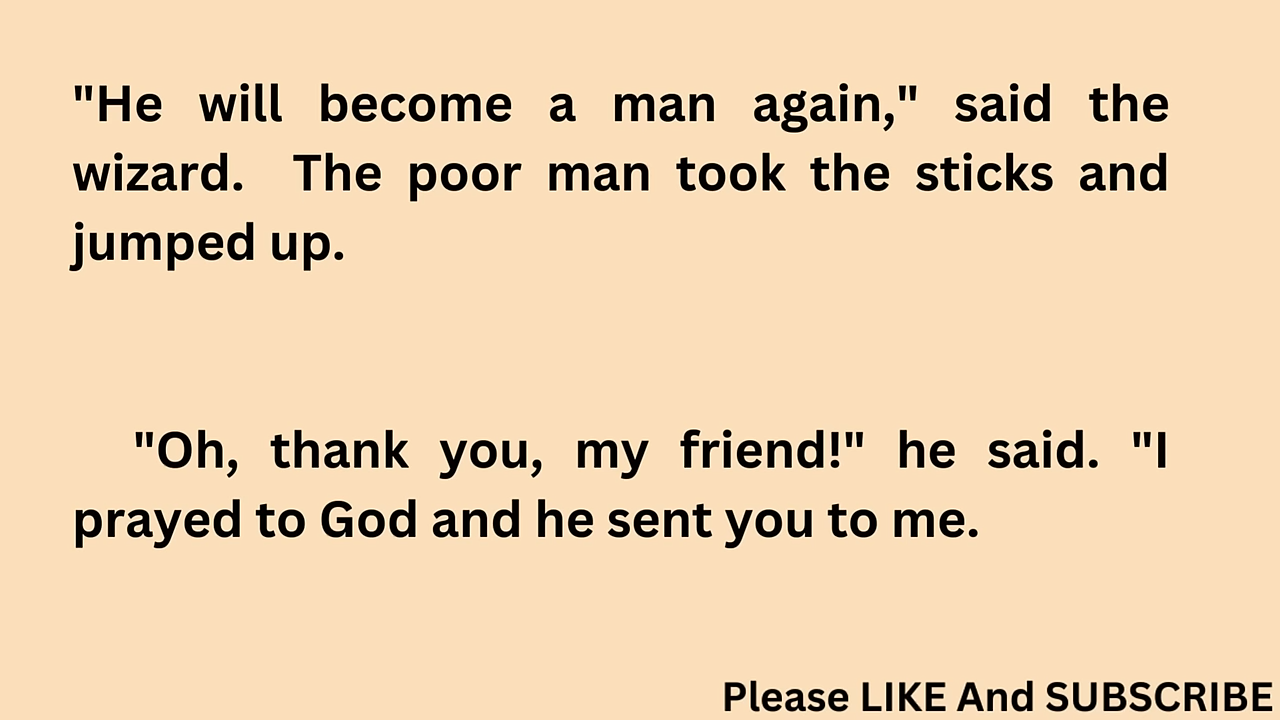 "He will become a man again," said the
wizard.  The poor man took the sticks and
jumped up.
"Oh, thank you, my friend!" he said. "I
prayed to God and he sent you to me.
Please LIKE And SUBSCRIBE